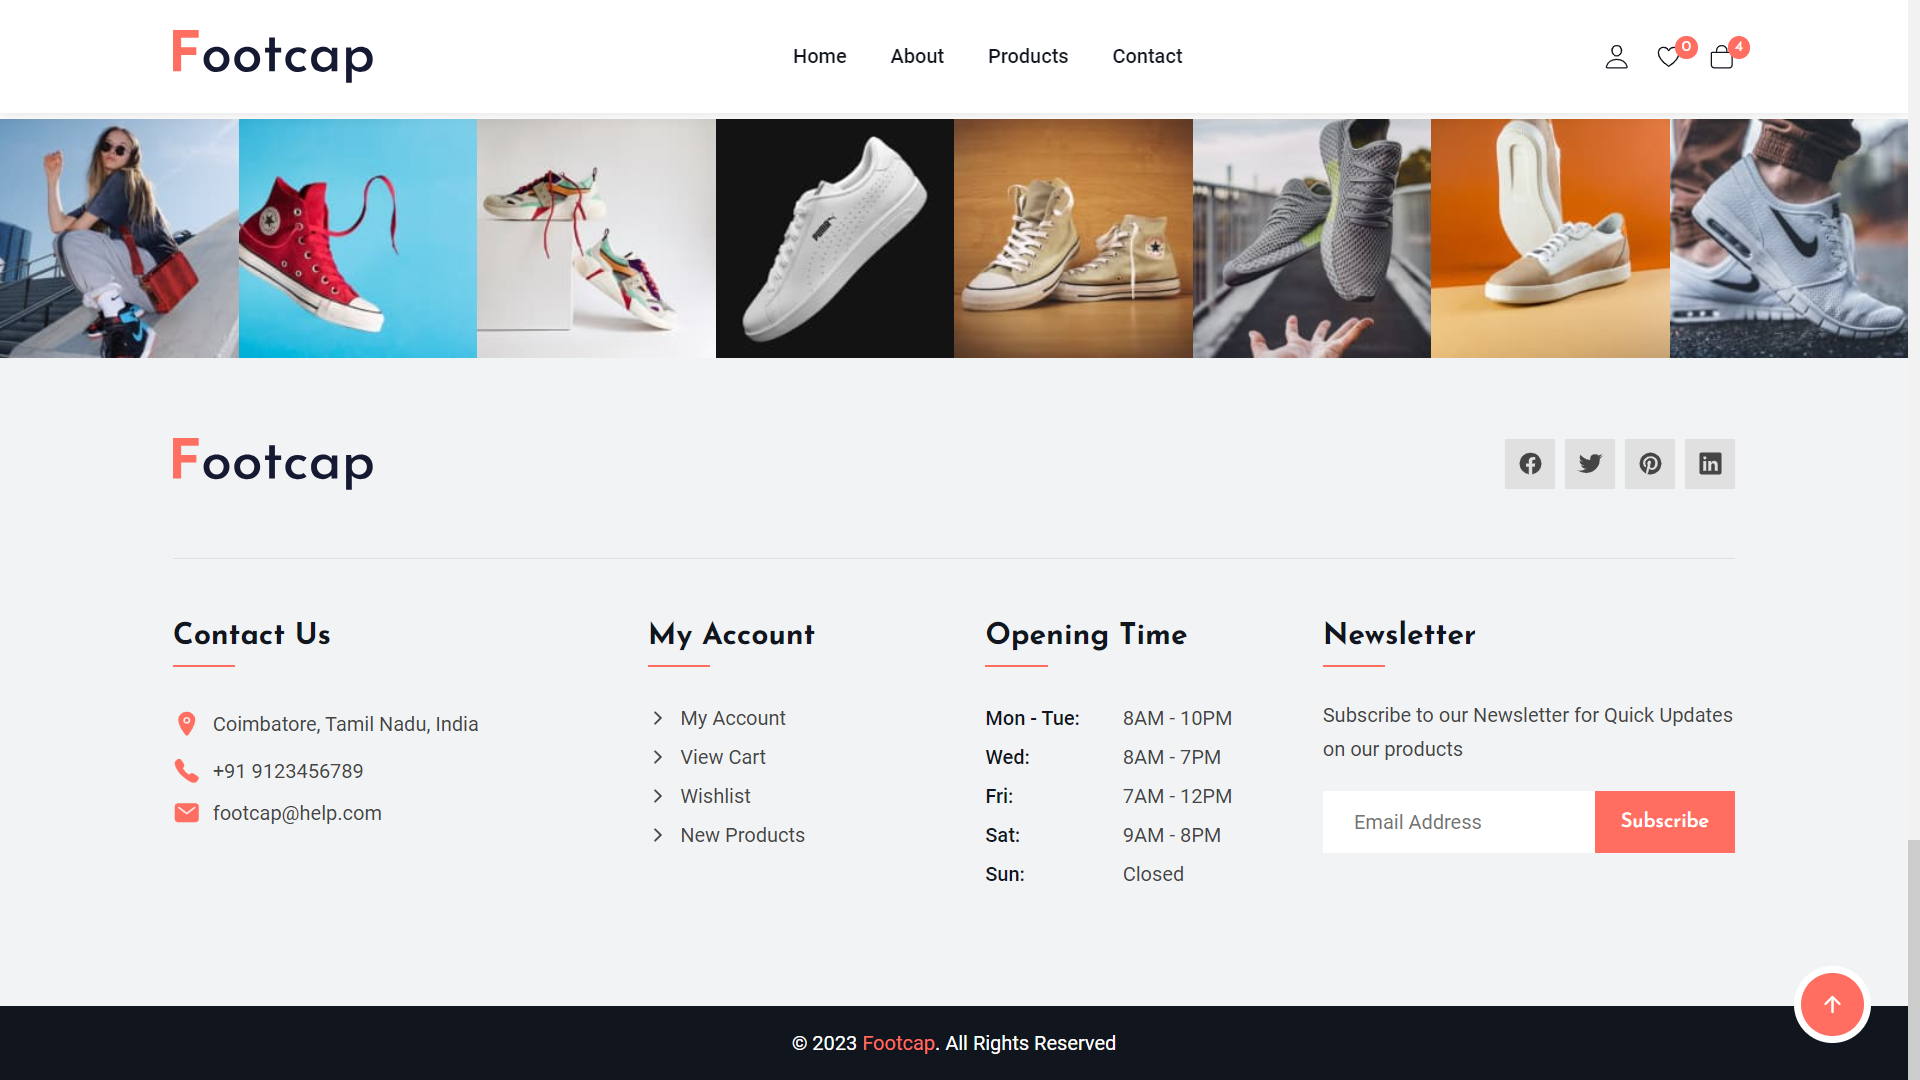 Footcap
Home About Products Contact
0 4
PUMA
Footcap
Contact Us
Coimbatore, Tamil Nadu, India
+91 9123456789
footcap@help.com
My Account
My Account
View Cart
Wishlist
New Products
Opening Time
Mon - Tue: 8AM - 10PM
Wed: 8AM - 7PM
Fri: 7AM - 12PM
Sat: 9AM - 8PM
Sun: Closed
Newsletter
Subscribe to our Newsletter for Quick Updates
on our products
Email Address Subscribe
© 2023 Footcap. All Rights Reserved